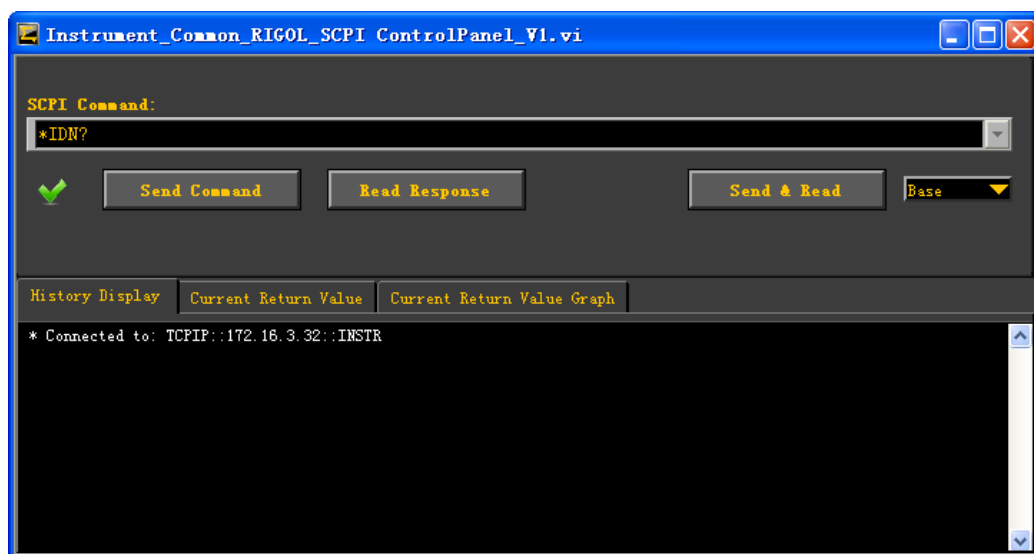 Instrument_Common_RIGOL_SCPI ControlPanel_V1.vi
SCPI Command:
*IDN?
Send Command Read Response Send & Read Base
History Display Current Return Value Current Return Value Graph
* Connected to: TCPIP::172.16.3.32::INSTR